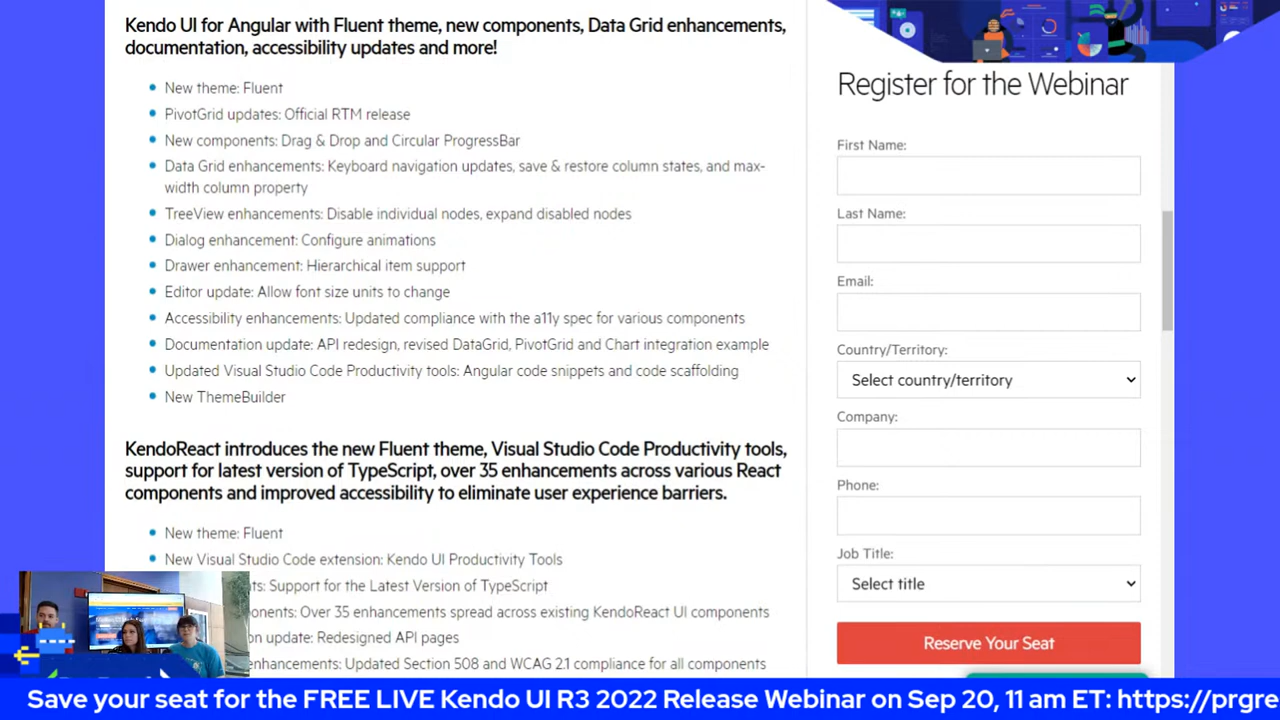 Kendo UI for Angular with Fluent theme, new components, Data Grid enhancements,
documentation, accessibility updates and more!
New theme: Fluent
PivotGrid updates: Official RTM release
New components: Drag & Drop and Circular ProgressBar
Data Grid enhancements: Keyboard navigation updates, save & restore column states, and max-
width column property
TreeView enhancements: Disable individual nodes, expand disabled nodes
Dialog enhancement: Configure animations
Drawer enhancement: Hierarchical item support
Editor update: Allow font size units to change
Accessibility enhancements: Updated compliance with the a11y spec for various components
Documentation update: API redesign, revised DataGrid, PivotGrid and Chart integration example
Updated Visual Studio Code Productivity tools: Angular code snippets and code scaffolding
New ThemeBuilder
KendoReact introduces the new Fluent theme, Visual Studio Code Productivity tools,
support for latest version of TypeScript, over 35 enhancements across various React
components and improved accessibility to eliminate user experience barriers.
New theme: Fluent
New Visual Studio Code extension: Kendo UI Productivity Tools
ts: Support for the Latest Version of TypeScript
onents: Over 35 enhancements spread across existing KendoReact UI components
on update: Redesigned API pages
enhancements: Updated Section 508 and WCAG 2.1 compliance for all components
Register for the Webinar
First Name:
Last Name:
Email:
Country/Territory:
Select country/territory
Company:
Phone:
Job Title:
Select title
Reserve Your Seat
Save your seat for the FREE LIVE Kendo UI R3 2022 Release Webinar on Sep 20, 11 am ET: https://prgre